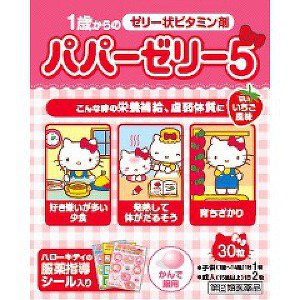 1歳からの
ゼリー状ビタミン剤
パパーゼリー5
こんな時の栄養補給、虚弱体質に
甘い
いちご
風味
好き嫌いが多い
少食
発熱して
体がだるそう
育ちざかり
ハローキティの
服薬指導
シール入り
かんで
服用
30粒